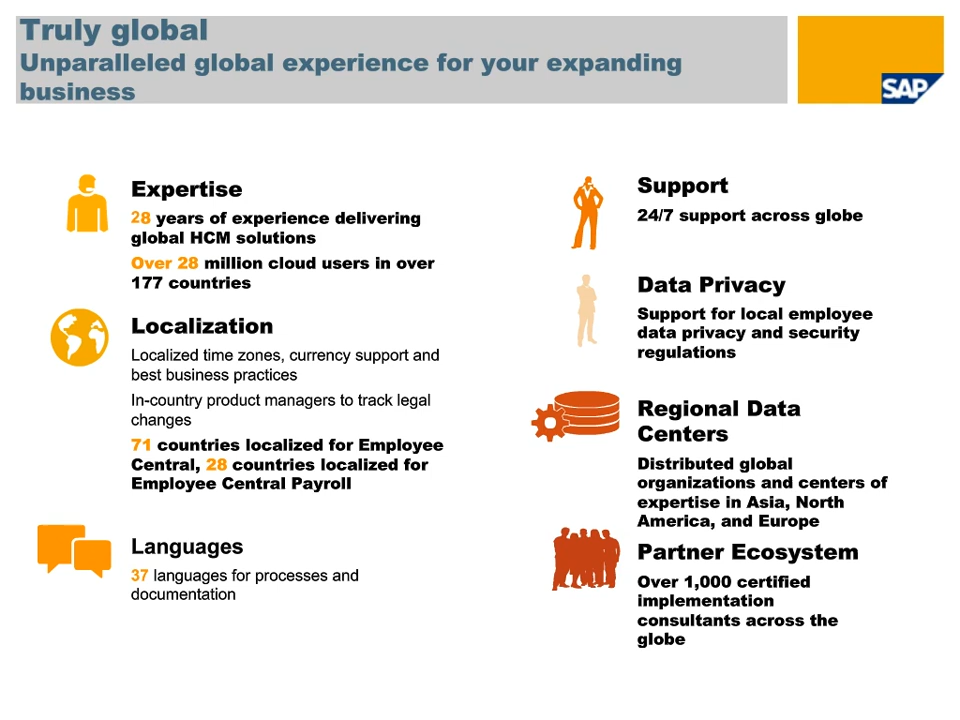 Truly global
Unparalleled global experience for your expanding
business
SAP
Expertise
28 years of experience delivering
global HCM solutions
Over 28 million cloud users in over
177 countries
Localization
Localized time zones, currency support and
best business practices
In-country product managers to track legal
changes
71 countries localized for Employee
Central, 28 countries localized for
Employee Central Payroll
Languages
37 languages for processes and
documentation
Support
24/7 support across globe
Data Privacy
Support for local employee
data privacy and security
regulations
Regional Data
Centers
Distributed global
organizations and centers of
expertise in Asia, North
America, and Europe
Partner Ecosystem
Over 1,000 certified
implementation
consultants across the
globe